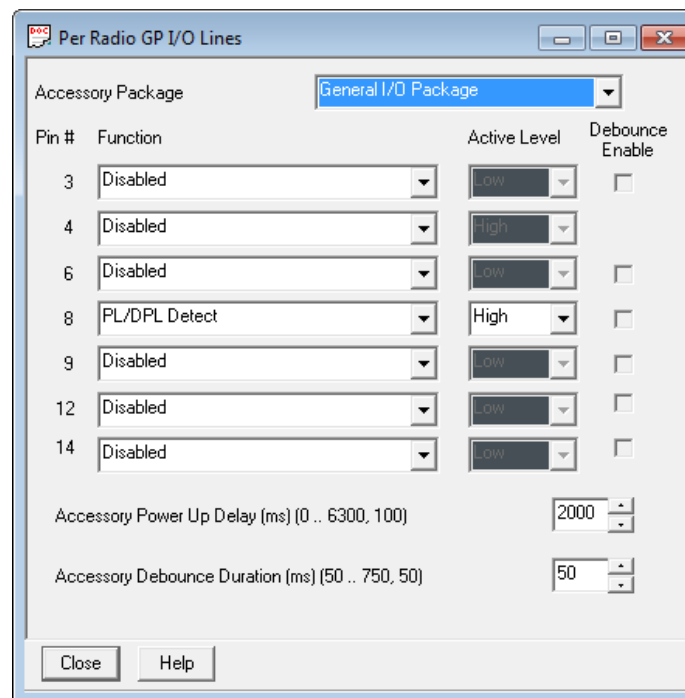 DOC
Per Radio GP I/O Lines
Accessory Package General I/O Package
Pin # Function Active Level Debounce Enable
3 Disabled Low
4 Disabled High
6 Disabled Low
8 PL/DPL Detect High
9 Disabled Low
12 Disabled Low
14 Disabled Low
Accessory Power Up Delay (ms) (0 .. 6300, 100) 2000
Accessory Debounce Duration (ms) (50 .. 750, 50) 50
Close Help